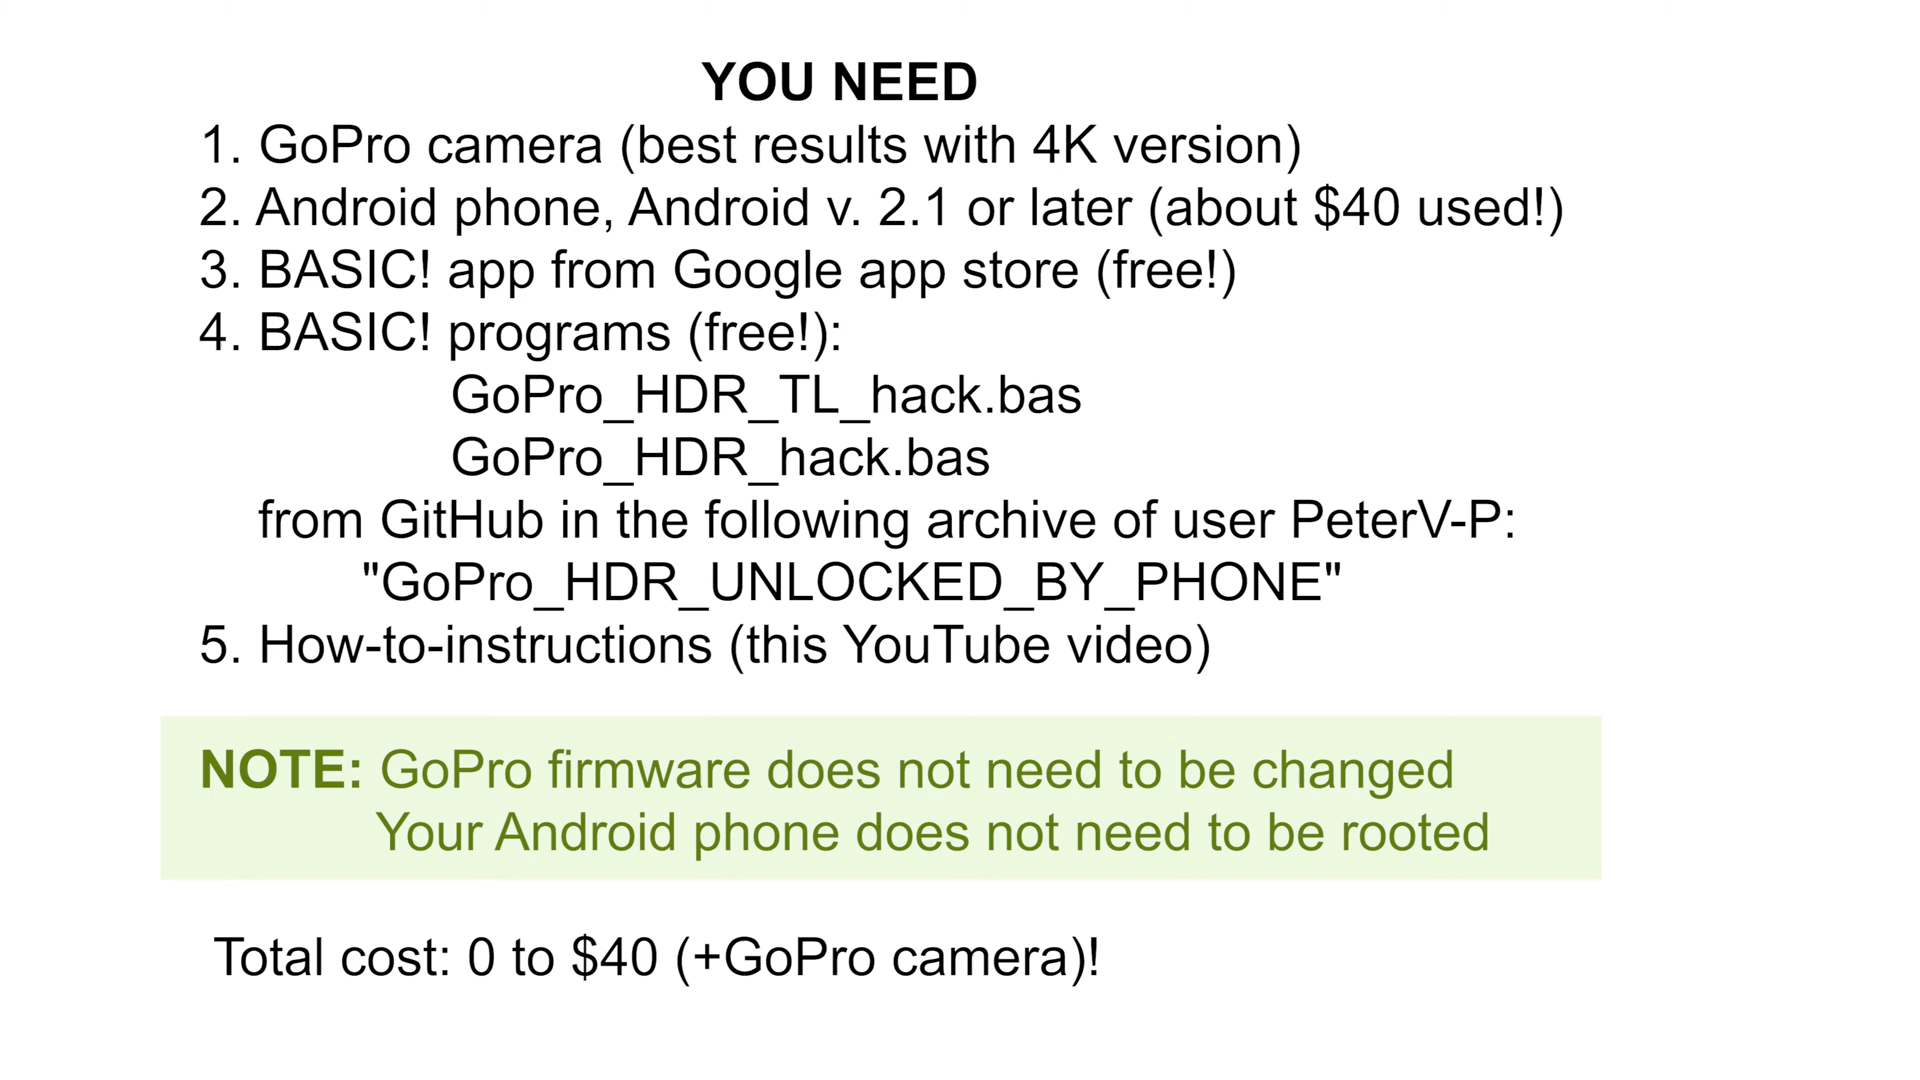 YOU NEED
1. GoPro camera (best results with 4K version)
2. Android phone, Android v. 2.1 or later (about $40 used!)
3. BASIC! app from Google app store (free!)
4. BASIC! programs (free!):
GoPro_HDR_TL_hack.bas
GoPro_HDR_hack.bas
from GitHub in the following archive of user PeterV-P:
"GoPro_HDR_UNLOCKED_BY_PHONE"
5. How-to-instructions (this YouTube video)
NOTE: GoPro firmware does not need to be changed
Your Android phone does not need to be rooted
Total cost: 0 to $40 (+GoPro camera)!